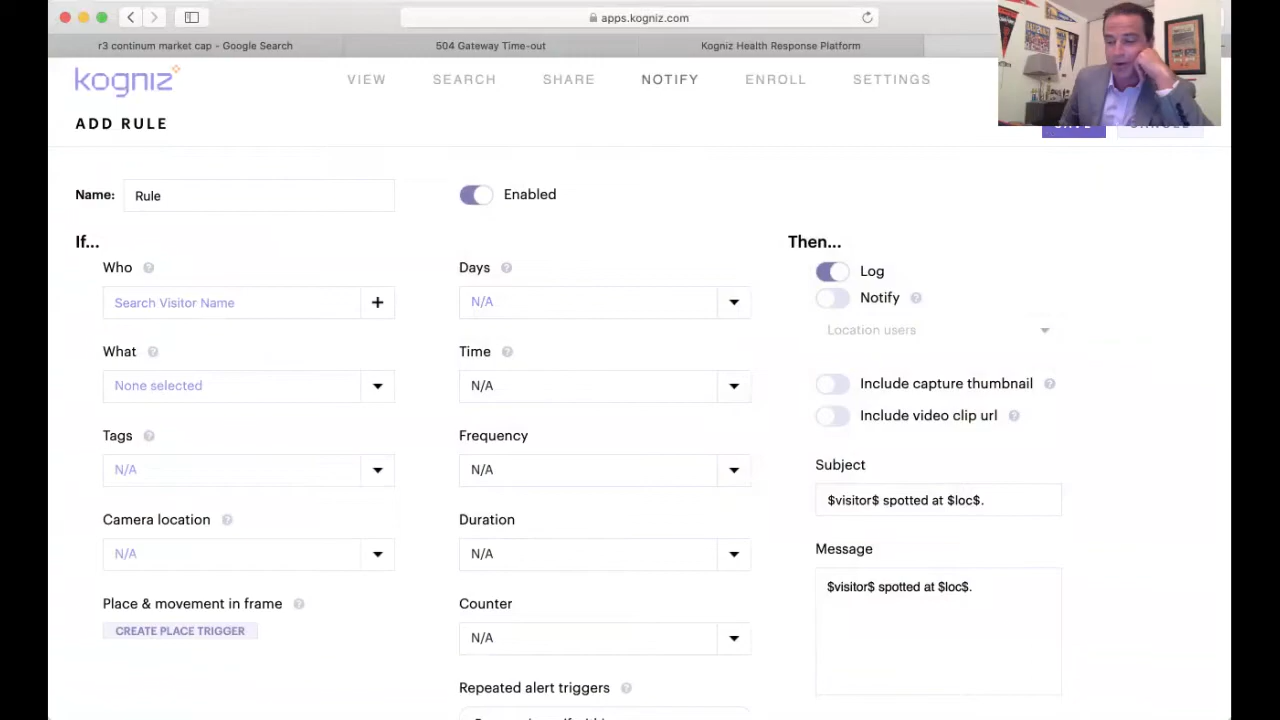 apps.kogniz.com
r3 continum market cap - Google Search
504 Gateway Time-out
Kogniz Health Response Platform
kogniz
VIEW
SEARCH
SHARE
NOTIFY
ENROLL
SETTINGS
ADD RULE
Name:
Rule
Enabled
If...
Then...
Who
Search Visitor Name
What
None selected
Tags
N/A
Camera location
N/A
Place & movement in frame
CREATE PLACE TRIGGER
Days
N/A
Time
N/A
Frequency
N/A
Duration
N/A
Counter
N/A
Repeated alert triggers
Log
Notify
Location users
Include capture thumbnail
Include video clip url
Subject
$visitor$ spotted at $loc$.
Message
$visitor$ spotted at $loc$.